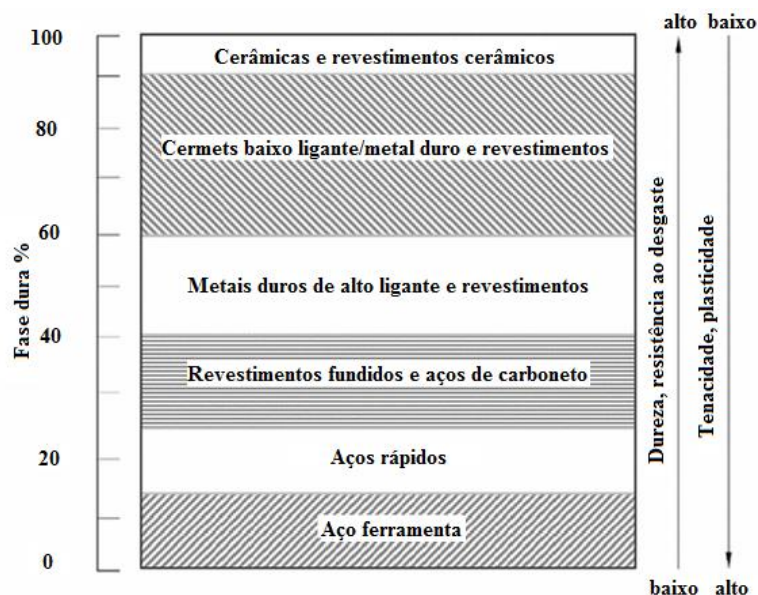 alto baixo
100
Cerâmicas e revestimentos cerâmicos
80
Cermets baixo ligante/metal duro e revestimentos
60
Metais duros de alto ligante e revestimentos
40
Revestimentos fundidos e aços de carboneto
20
Aços rápidos
Aço ferramenta
0
Fase dura %
Dureza, resistência ao desgaste
Tenacidade, plasticidade
baixo alto